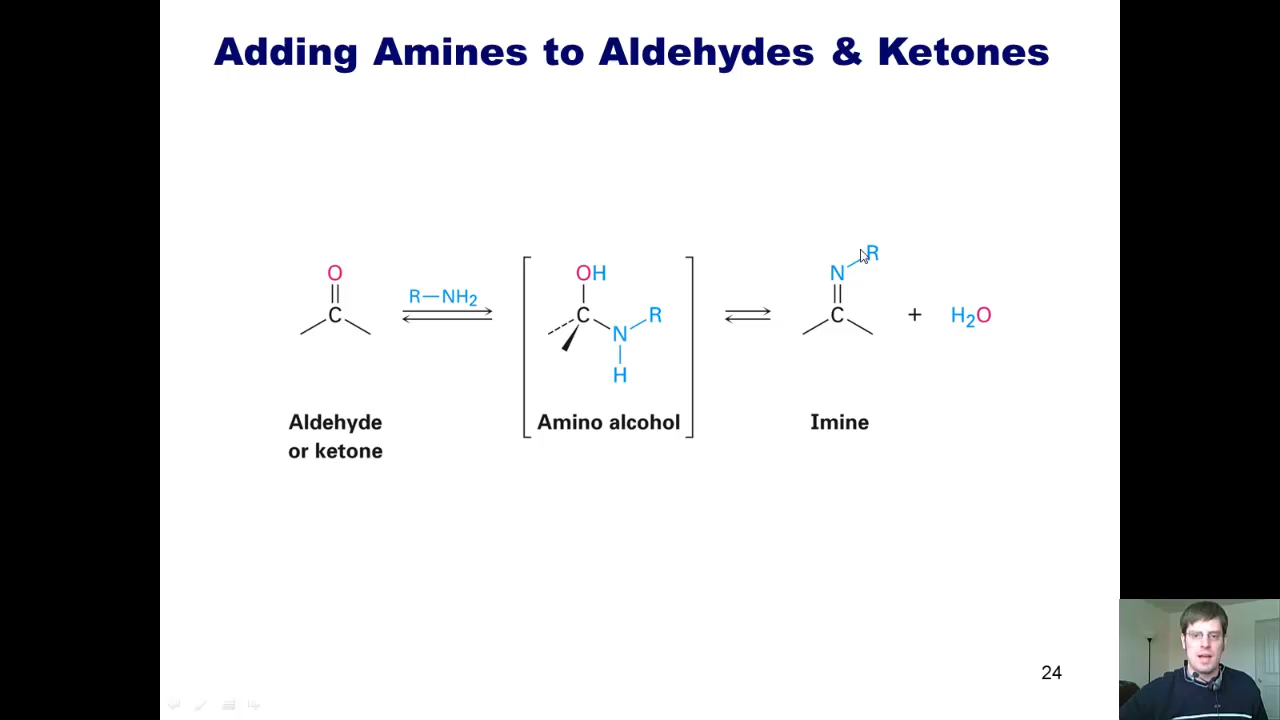 Adding Amines to Aldehydes & Ketones
O
C
R—NH2
OH
C
N
R
H
N
R
C
+
H2O
Aldehyde
or ketone
Amino alcohol
Imine
24